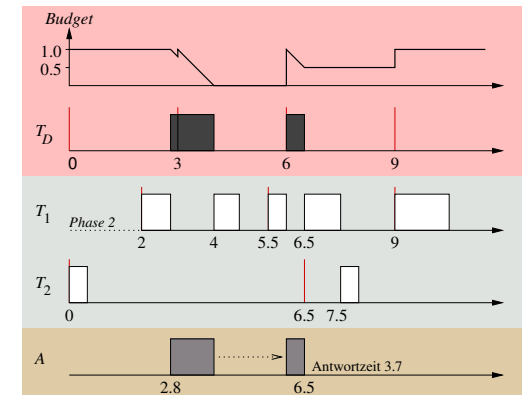 Budget
1.0
0.5
T_D
0 3 6 9
T_1
Phase 2
2 4 5.5 6.5 9
T_2
0 6.5 7.5
A
Antwortzeit 3.7
2.8 6.5